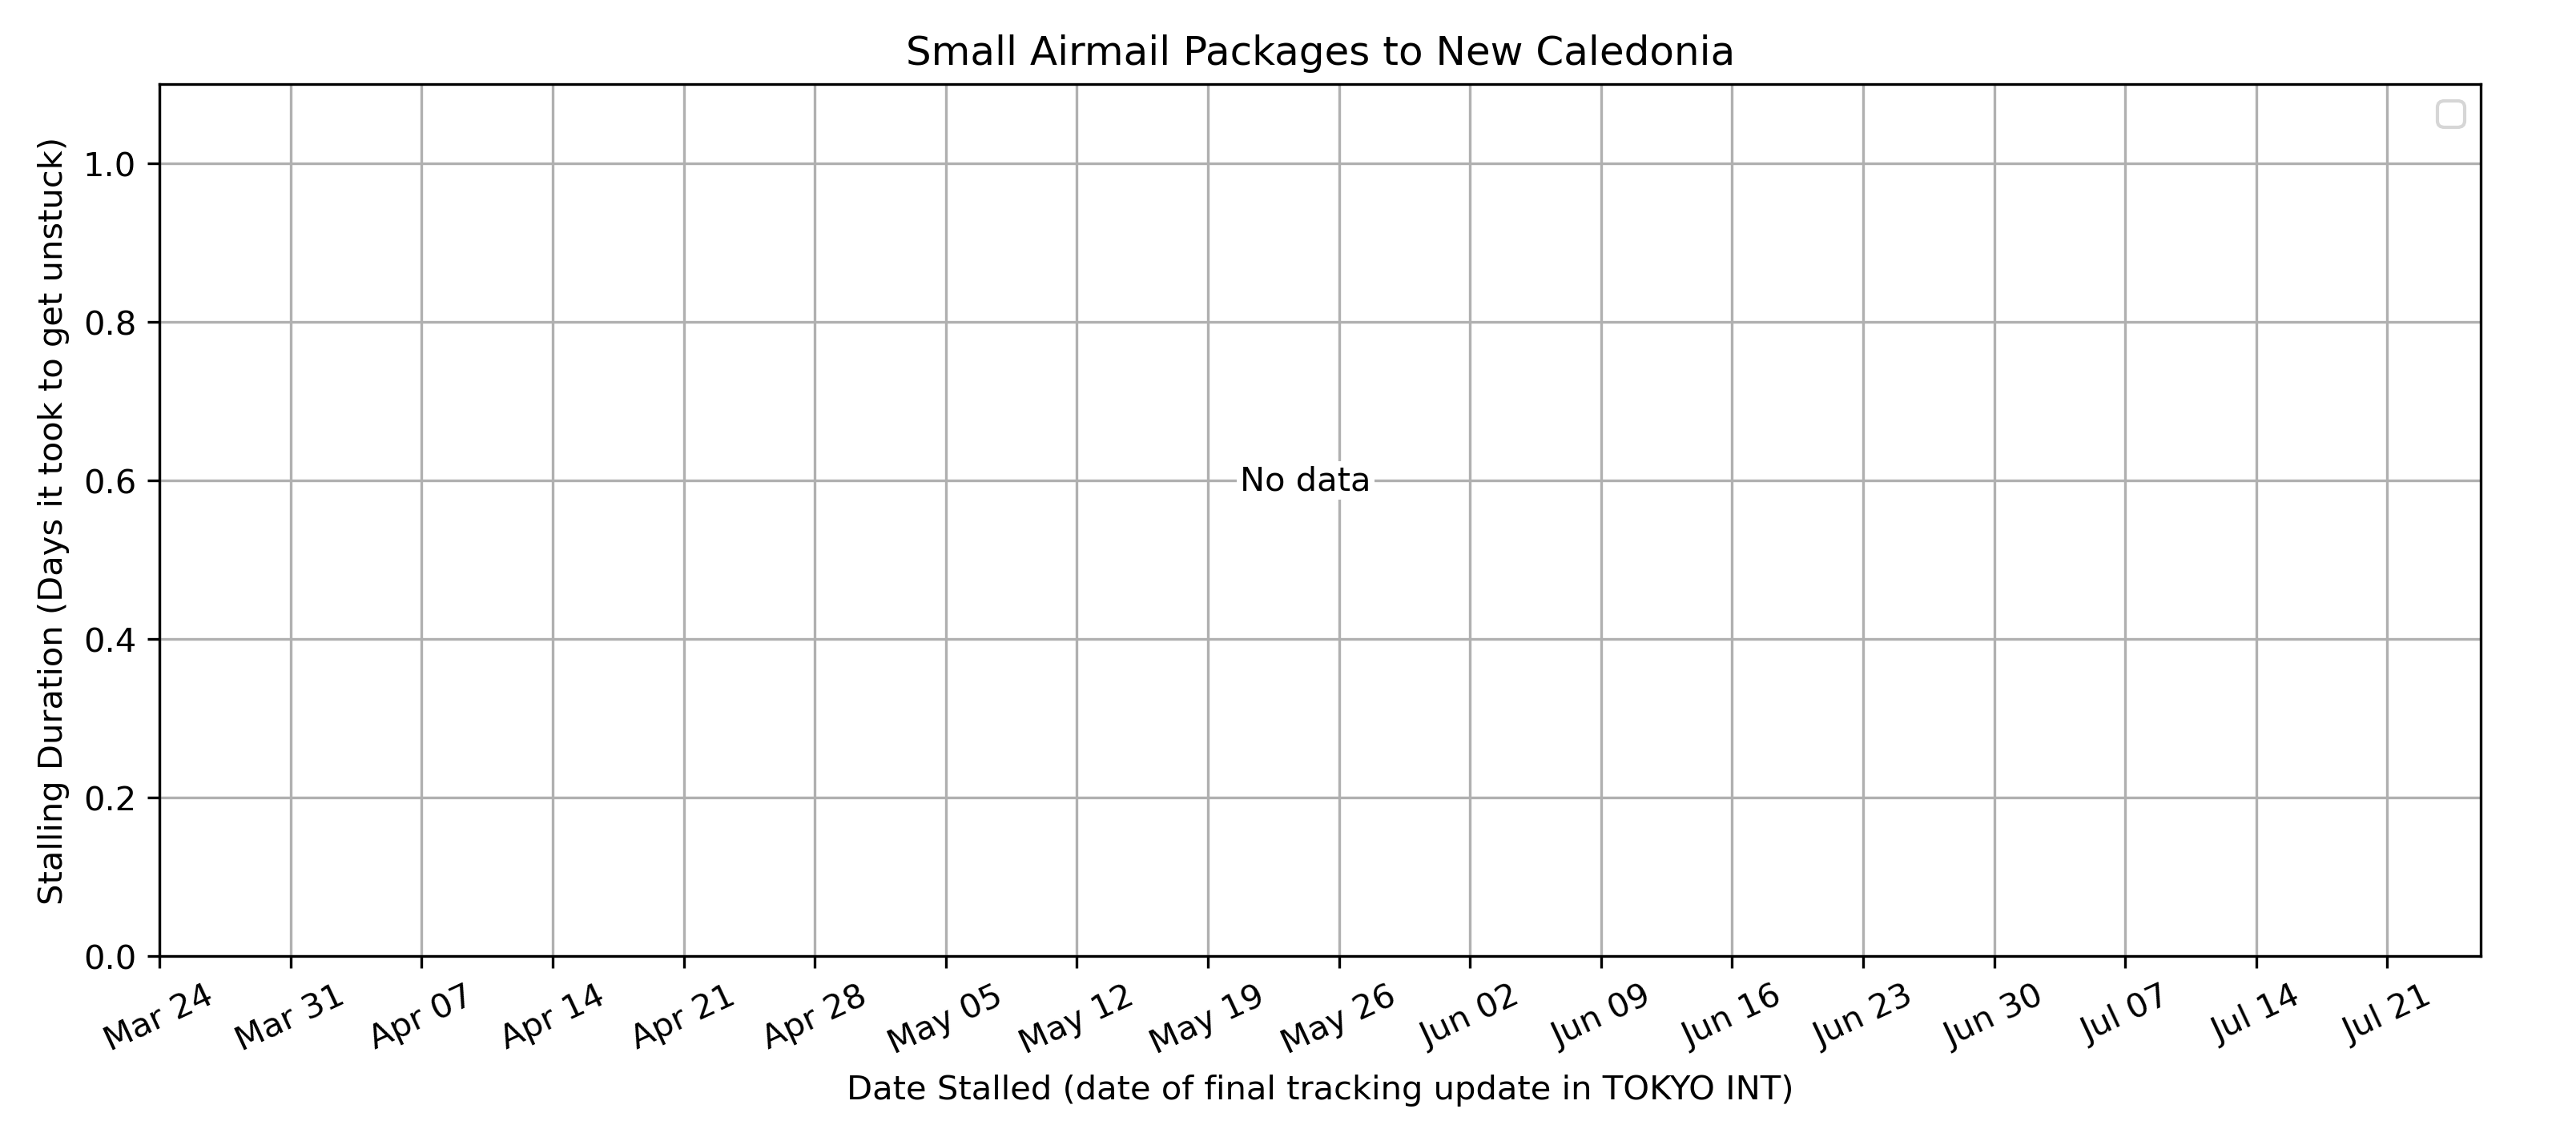 Small Airmail Packages to New Caledonia
Stalling Duration (Days it took to get unstuck)
1.0
0.8
0.6
0.4
0.2
0.0
No data
Mar 24 Mar 31 Apr 07 Apr 14 Apr 21 Apr 28 May 05 May 12 May 19 May 26 Jun 02 Jun 09 Jun 16 Jun 23 Jun 30 Jul 07 Jul 14 Jul 21
Date Stalled (date of final tracking update in TOKYO INT)